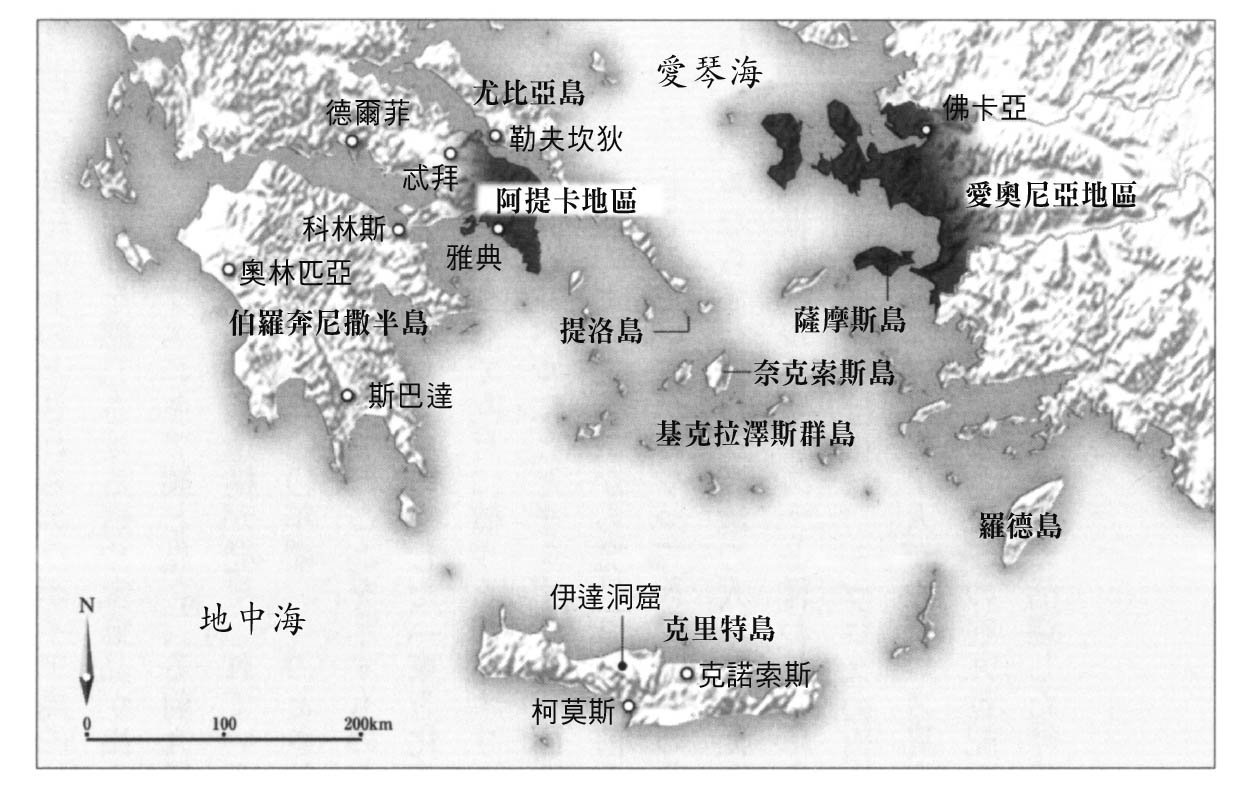 愛琴海
尤比亞島
佛卡亞
德爾菲
勒夫坎狄
忒拜
阿提卡地區
愛奧尼亞地區
科林斯
雅典
奧林匹亞
伯羅奔尼撒半島
提洛島
薩摩斯島
奈克索斯島
斯巴達
基克拉澤斯群島
羅德島
伊達洞窟
地中海
克里特島
克諾索斯
柯莫斯
N
0 100 200km